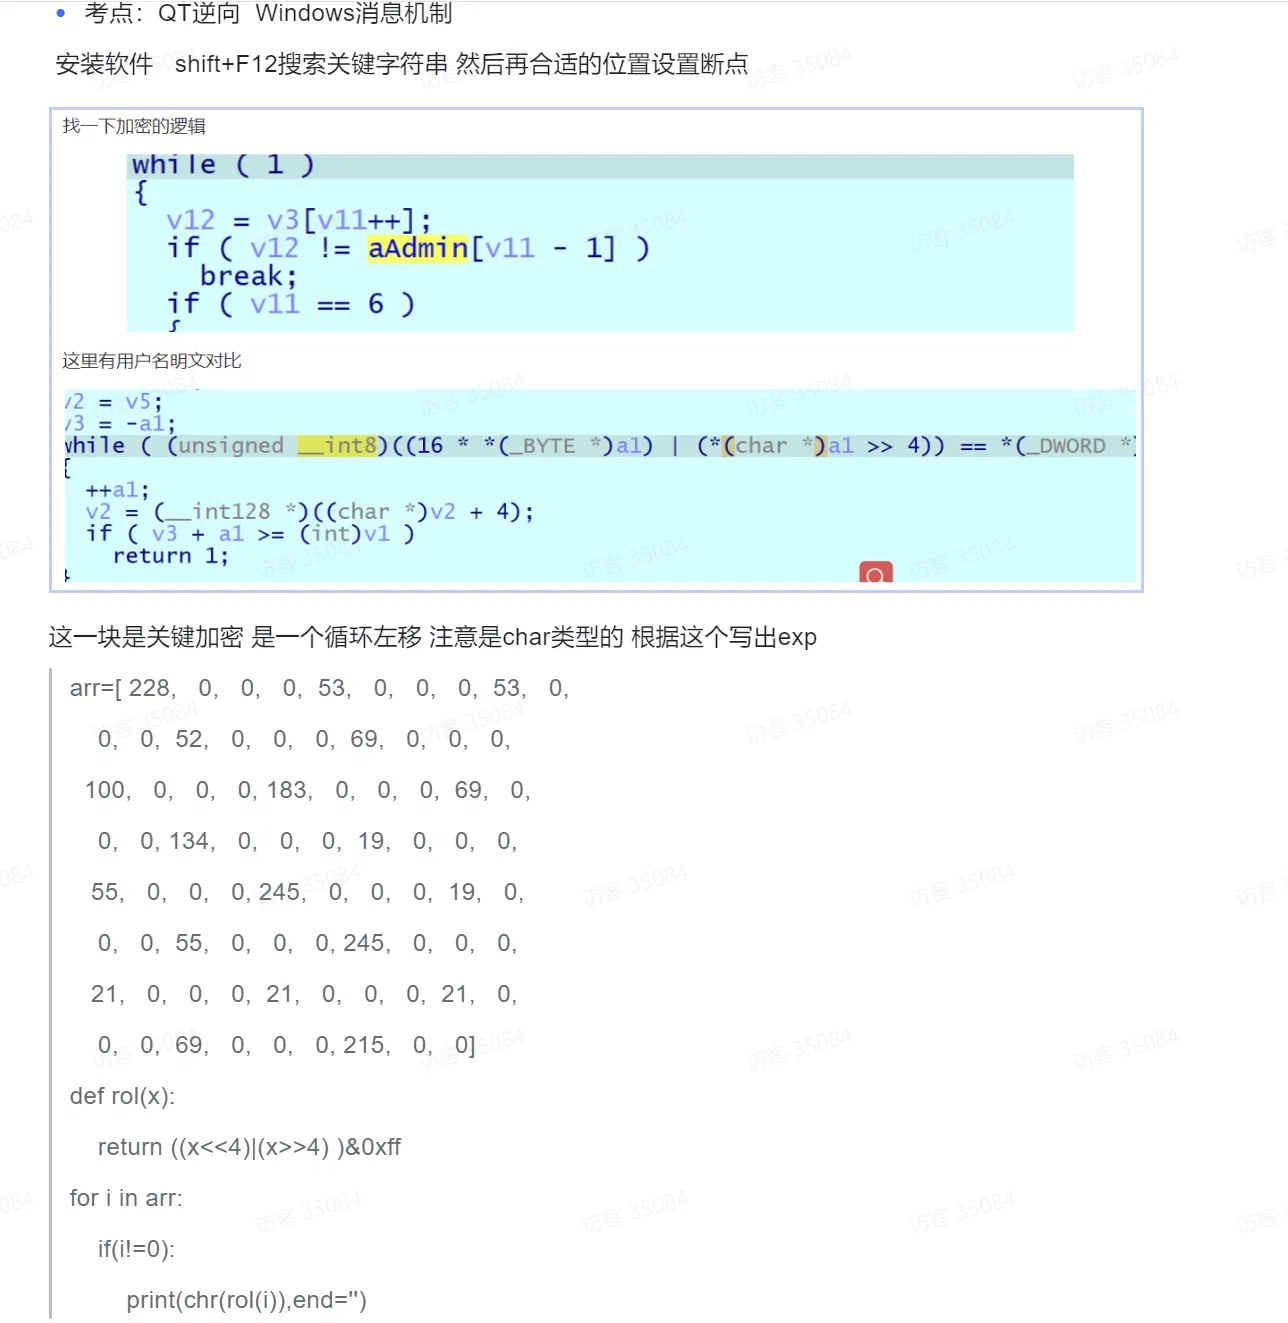 考点：QT逆向  Windows消息机制
安装软件   shift+F12搜索关键字符串 然后再合适的位置设置断点
找一下加密的逻辑
while ( 1 )
{
v12 = v3[v11++];
if ( v12 != aAdmin[v11 - 1] )
break;
if ( v11 == 6 )
{
这里有用户名明文对比
v2 = v5;
v3 = -a1;
while ( (unsigned __int8)((16 * *(_BYTE *)a1) | (*(char *)a1 >> 4)) == *(_DWORD *)
{
++a1;
v2 = (__int128 *)((char *)v2 + 4);
if ( v3 + a1 >= (int)v1 )
return 1;
}
这一块是关键加密 是一个循环左移 注意是char类型的 根据这个写出exp
arr=[ 228,   0,   0,   0,  53,   0,   0,   0,  53,   0,
0,   0,  52,   0,   0,   0,  69,   0,   0,   0,
100,   0,   0,   0, 183,   0,   0,   0,  69,   0,
0,   0, 134,   0,   0,   0,  19,   0,   0,   0,
55,   0,   0,   0, 245,   0,   0,   0,  19,   0,
0,   0,  55,   0,   0,   0, 245,   0,   0,   0,
21,   0,   0,   0,  21,   0,   0,   0,  21,   0,
0,   0,  69,   0,   0,   0, 215,   0,   0]
def rol(x):
return ((x<<4)|(x>>4) )&0xff
for i in arr:
if(i!=0):
print(chr(rol(i)),end='')
访客 35084